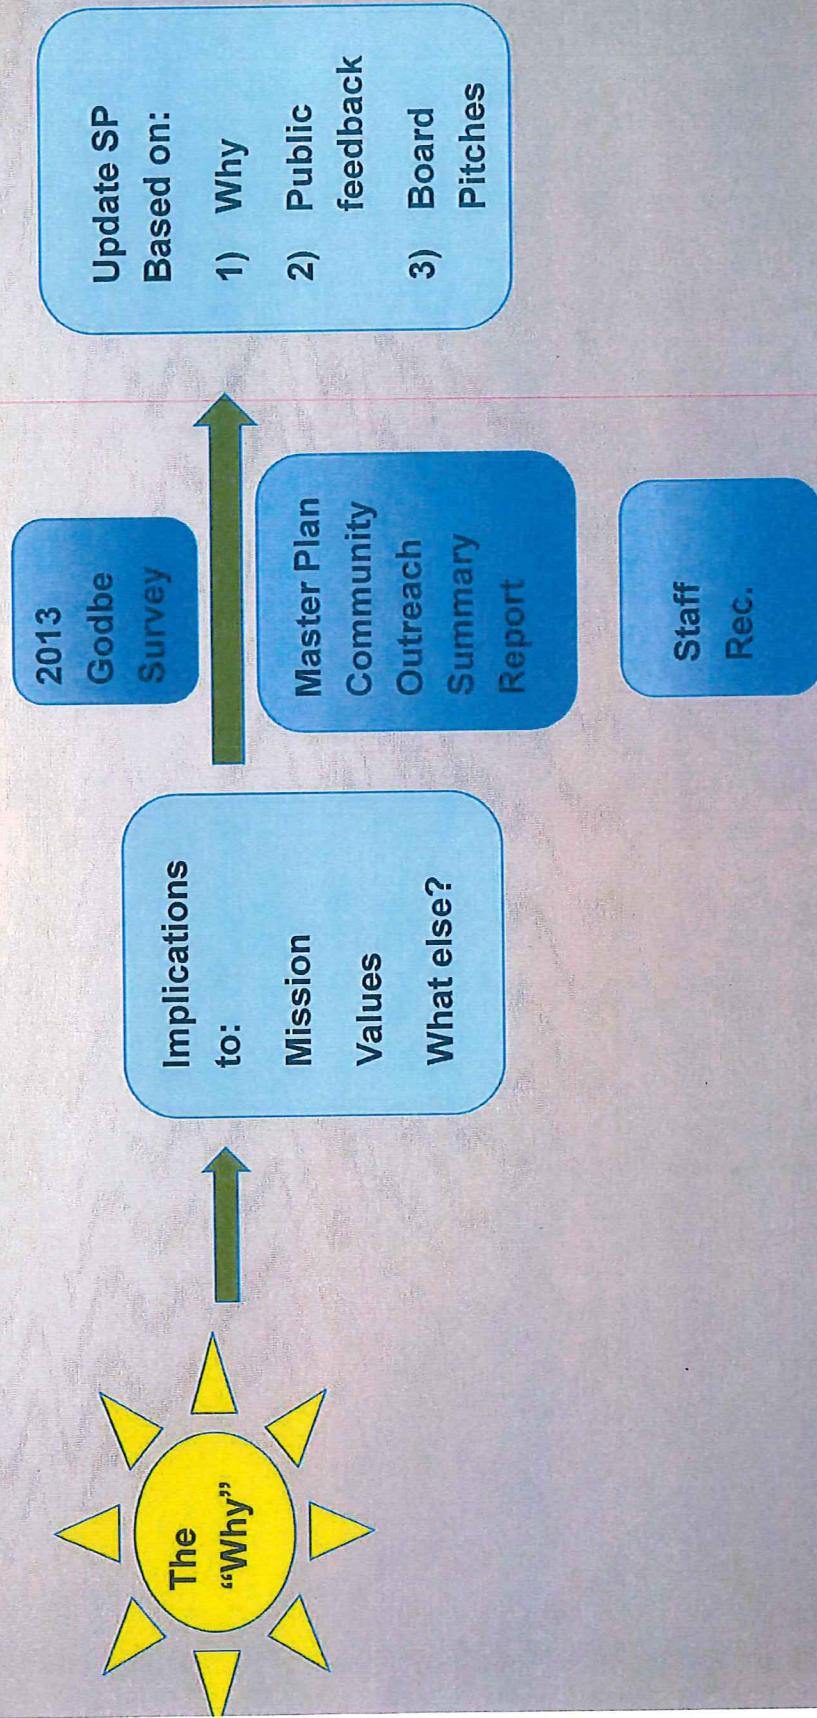 The
“Why”
Implications
to:
Mission
Values
What else?
2013
Godbe
Survey
Master Plan
Community
Outreach
Summary
Report
Staff
Rec.
Update SP
Based on:
1) Why
2) Public
feedback
3) Board
Pitches